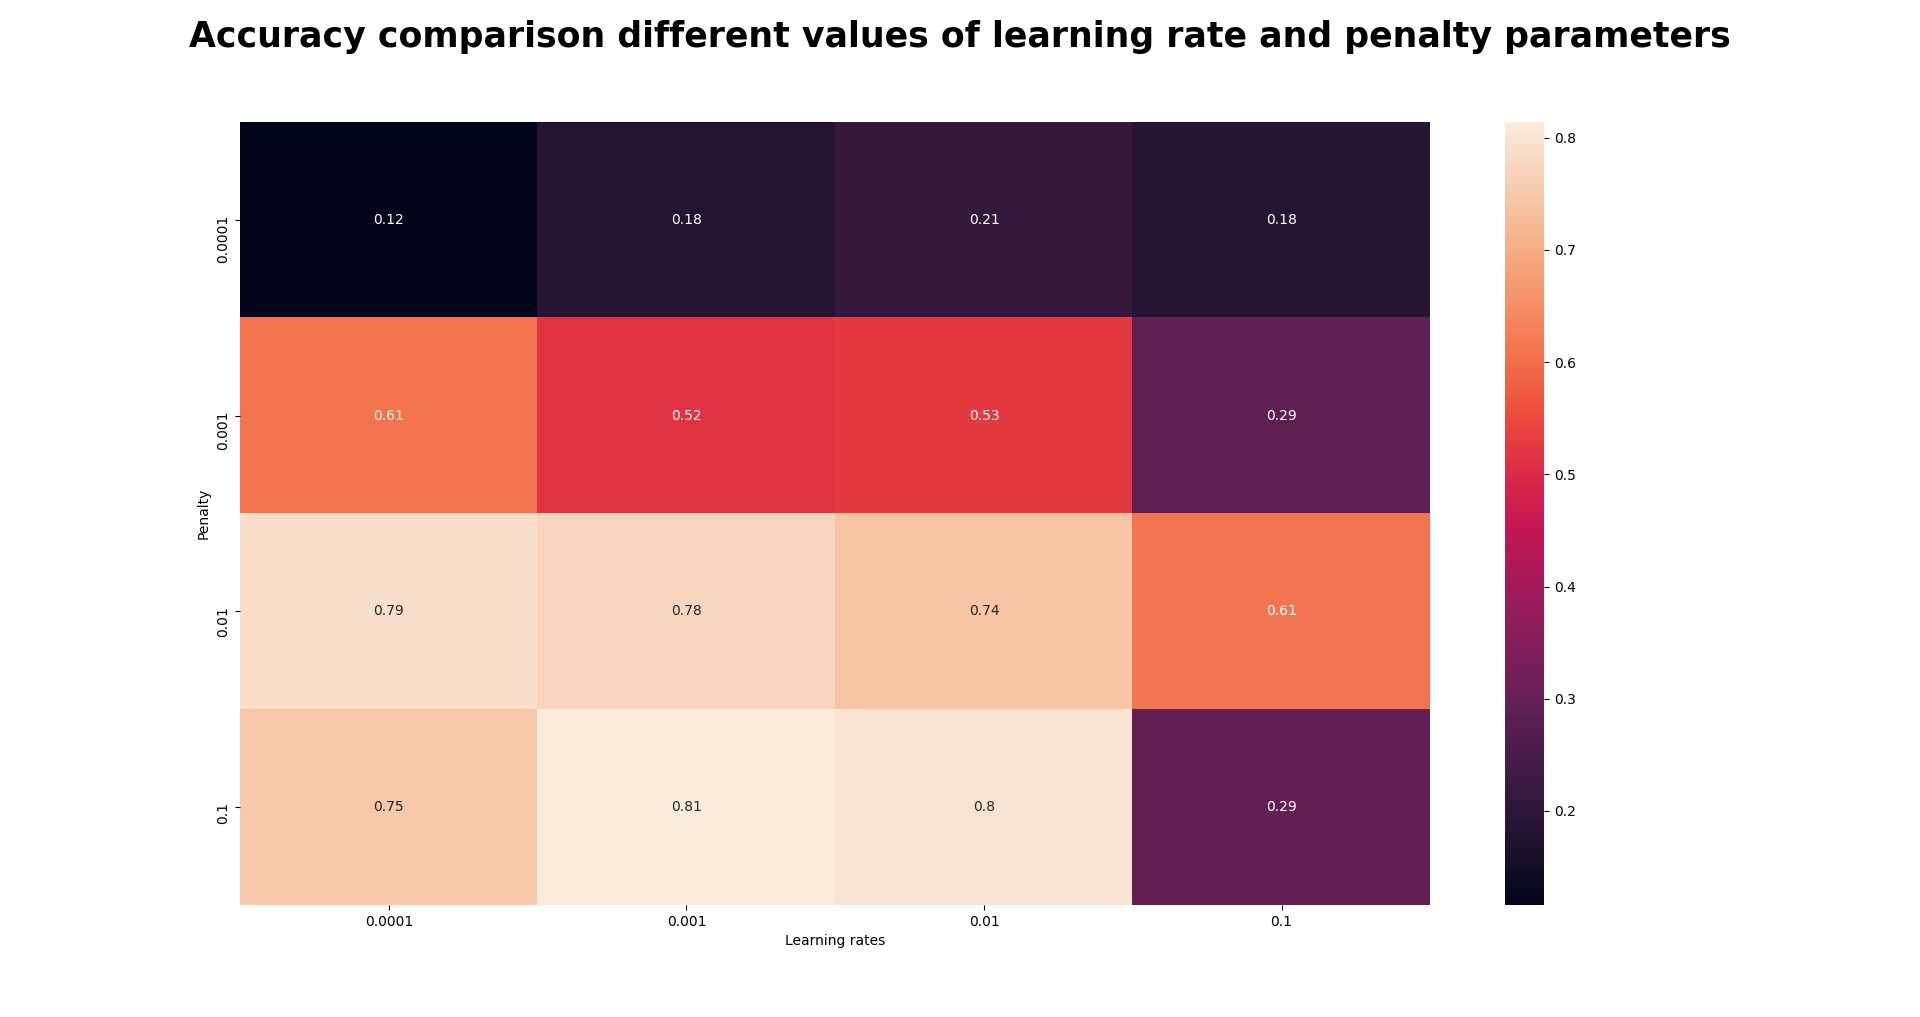 Accuracy comparison different values of learning rate and penalty parameters
0.12 0.18 0.21 0.18
0.61 0.52 0.53 0.29
0.79 0.78 0.74 0.61
0.75 0.81 0.8 0.29
0.0001
0.001
0.01
0.1
Penalty
0.0001 0.001 0.01 0.1
Learning rates
0.8
0.7
0.6
0.5
0.4
0.3
0.2